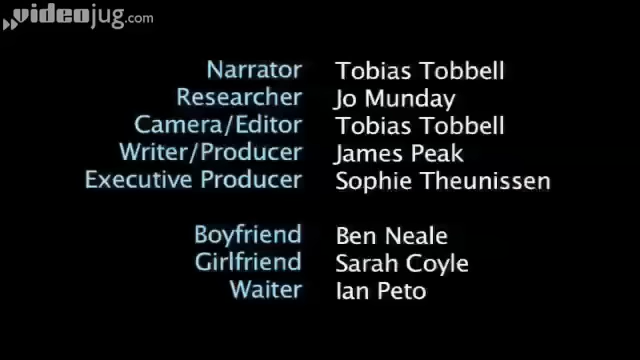 videojug.com
Narrator Tobias Tobbell
Researcher Jo Munday
Camera/Editor Tobias Tobbell
Writer/Producer James Peak
Executive Producer Sophie Theunissen
Boyfriend Ben Neale
Girlfriend Sarah Coyle
Waiter Ian Peto